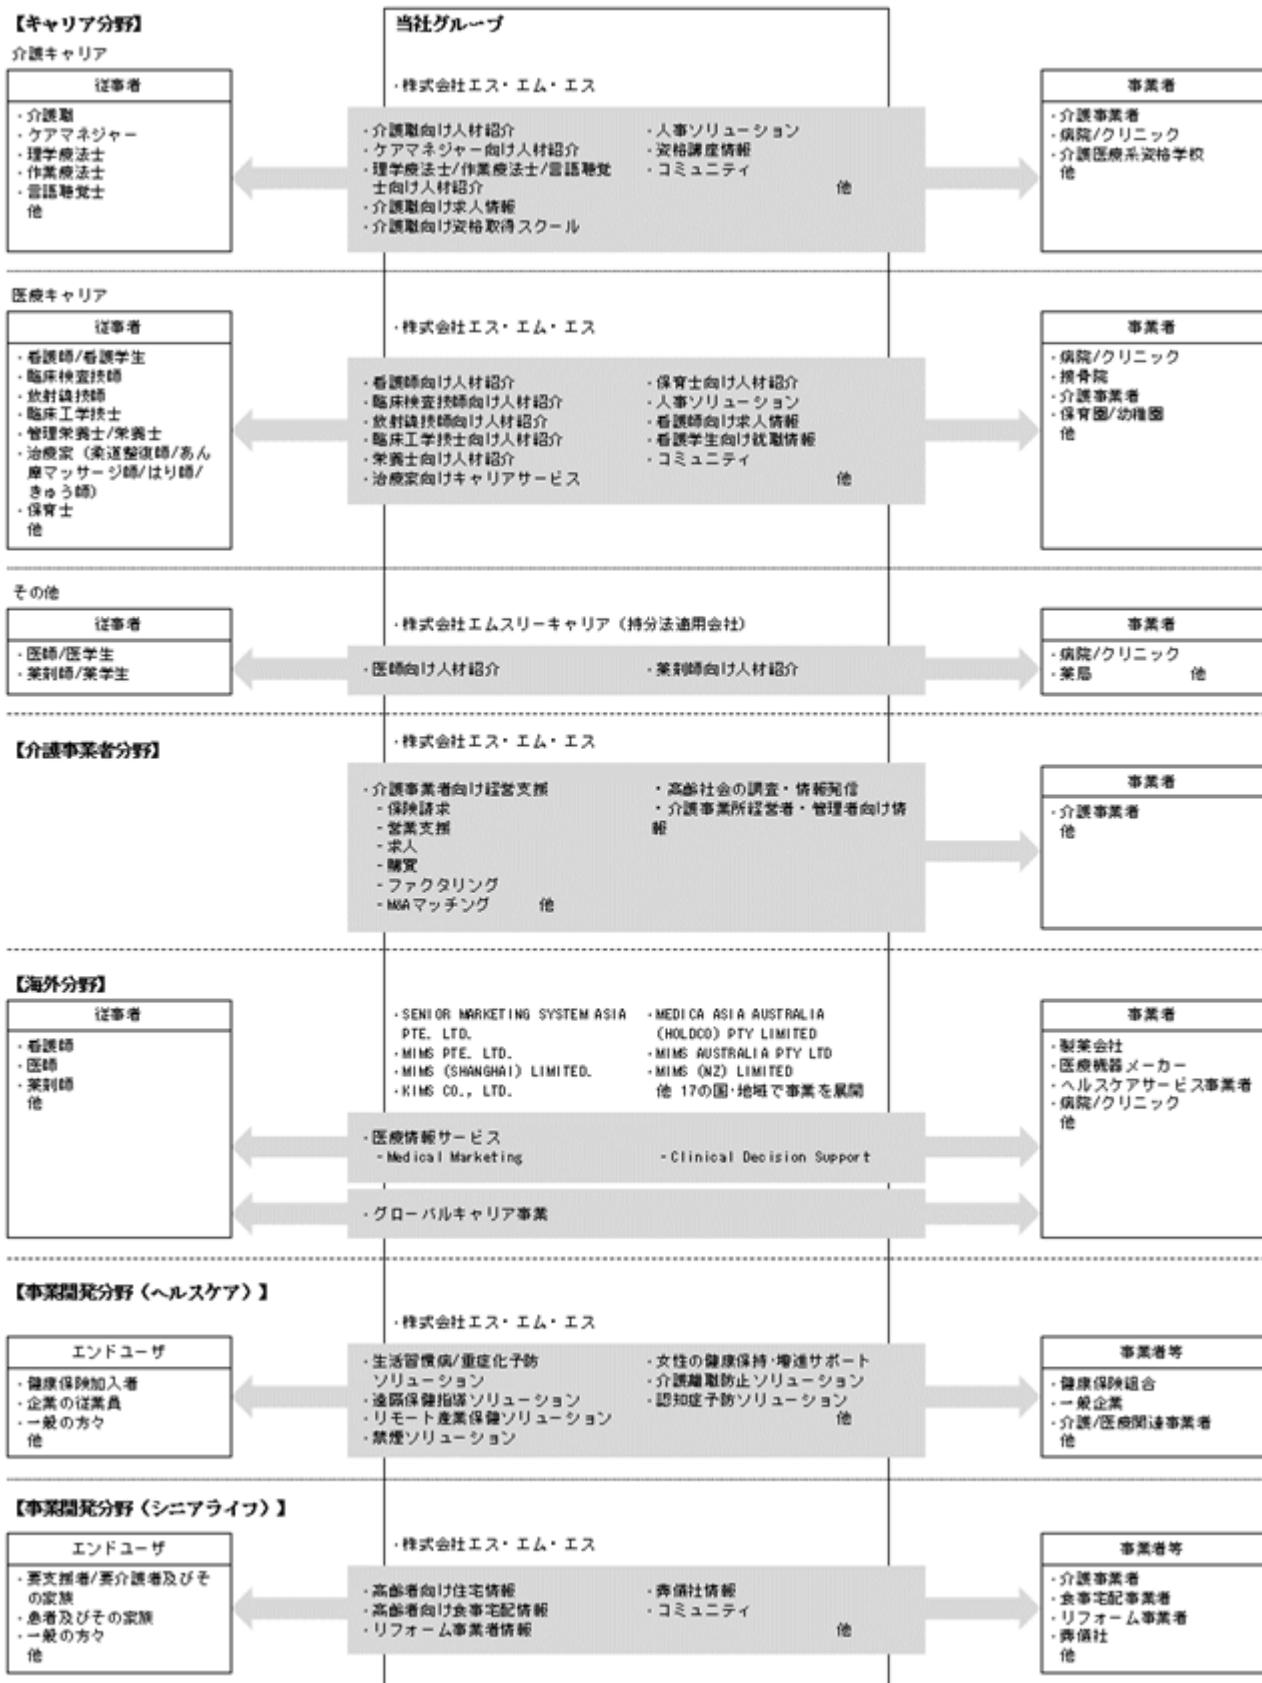 【キャリア分野】
当社グループ
介護キャリア
従事者
・介護職
・ケアマネジャー
・理学療法士
・作業療法士
・言語聴覚士
他
・株式会社エス・エム・エス
・介護職向け人材紹介
・ケアマネジャー向け人材紹介
・理学療法士/作業療法士/言語聴覚
士向け人材紹介
・介護職向け求人情報
・介護職向け資格取得スクール
・人事ソリューション
・資格講座情報
・コミュニティ
他
事業者
・介護事業者
・病院/クリニック
・介護医療系資格学校
他
医療キャリア
従事者
・看護師/看護学生
・臨床検査技師
・放射線技師
・臨床工学技士
・管理栄養士/栄養士
・治療家（柔道整復師/あん
摩マッサージ師/はり師/
きゅう師）
・保育士
他
・株式会社エス・エム・エス
・看護師向け人材紹介
・臨床検査技師向け人材紹介
・放射線技師向け人材紹介
・臨床工学技士向け人材紹介
・栄養士向け人材紹介
・治療家向けキャリアサービス
・保育士向け人材紹介
・人事ソリューション
・看護師向け求人情報
・看護学生向け就職情報
・コミュニティ
他
事業者
・病院/クリニック
・接骨院
・介護事業者
・保育園/幼稚園
他
その他
従事者
・医師/医学生
・薬剤師/薬学生
・株式会社エムスリーキャリア（持分法適用会社）
・医師向け人材紹介
・薬剤師向け人材紹介
事業者
・病院/クリニック
・薬局 他
【介護事業者分野】
・株式会社エス・エム・エス
・介護事業者向け経営支援
- 保険請求
- 営業支援
- 求人
- 購買
- ファクタリング
- M&Aマッチング 他
・高齢社会の調査・情報発信
・介護事業所経営者・管理者向け情
報
事業者
・介護事業者
他
【海外分野】
従事者
・看護師
・医師
・薬剤師
他
・SENIOR MARKETING SYSTEM ASIA
PTE. LTD.
・MIMS PTE. LTD.
・MIMS (SHANGHAI) LIMITED.
・KIMS CO., LTD.
・MEDICA ASIA AUSTRALIA
(HOLDCO) PTY LIMITED
・MIMS AUSTRALIA PTY LTD
・MIMS (NZ) LIMITED
他 17の国・地域で事業を展開
・医療情報サービス
- Medical Marketing
- Clinical Decision Support
・グローバルキャリア事業
事業者
・製薬会社
・医療機器メーカー
・ヘルスケアサービス事業者
・病院/クリニック
他
【事業開発分野（ヘルスケア）】
エンドユーザ
・健康保険加入者
・企業の従業員
・一般の方々
他
・株式会社エス・エム・エス
・生活習慣病/重症化予防
ソリューション
・遠隔保健指導ソリューション
・リモート産業保健ソリューション
・禁煙ソリューション
・女性の健康保持・増進サポート
・介護離職防止ソリューション
・認知症予防ソリューション
他
事業者等
・健康保険組合
・一般企業
・介護/医療関連事業者
他
【事業開発分野（シニアライフ）】
エンドユーザ
・要支援者/要介護者及びそ
の家族
・患者及びその家族
・一般の方々
他
・株式会社エス・エム・エス
・高齢者向け住宅情報
・高齢者向け食事宅配情報
・リフォーム事業者情報
・葬儀社情報
・コミュニティ
他
事業者等
・介護事業者
・食事宅配事業者
・リフォーム事業者
・葬儀社
他